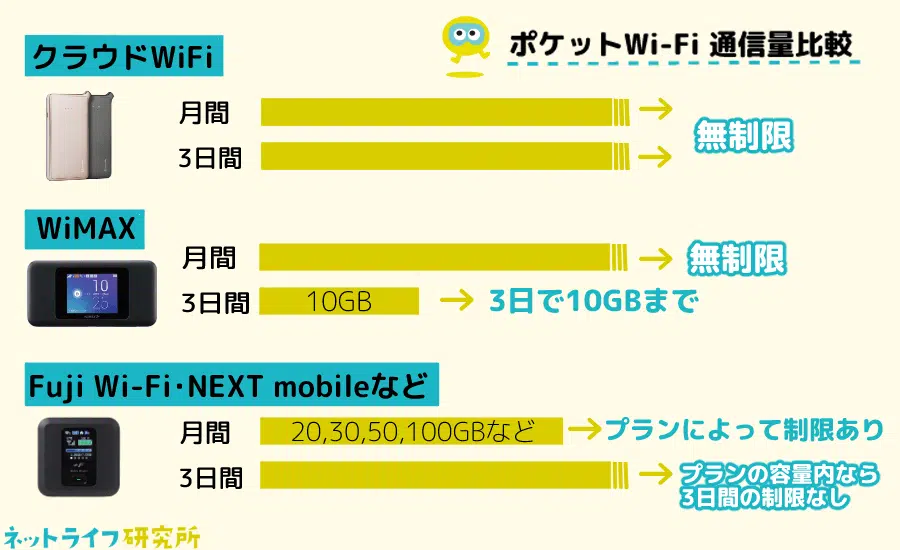 ポケットWi-Fi 通信量比較
クラウドWiFi
月間
3日間
無制限
WiMAX
月間
無制限
3日間
10GB
3日で10GBまで
Fuji Wi-Fi･NEXT mobileなど
月間
20,30,50,100GBなど
プランによって制限あり
3日間
プランの容量内なら
3日間の制限なし
ネットライフ研究所